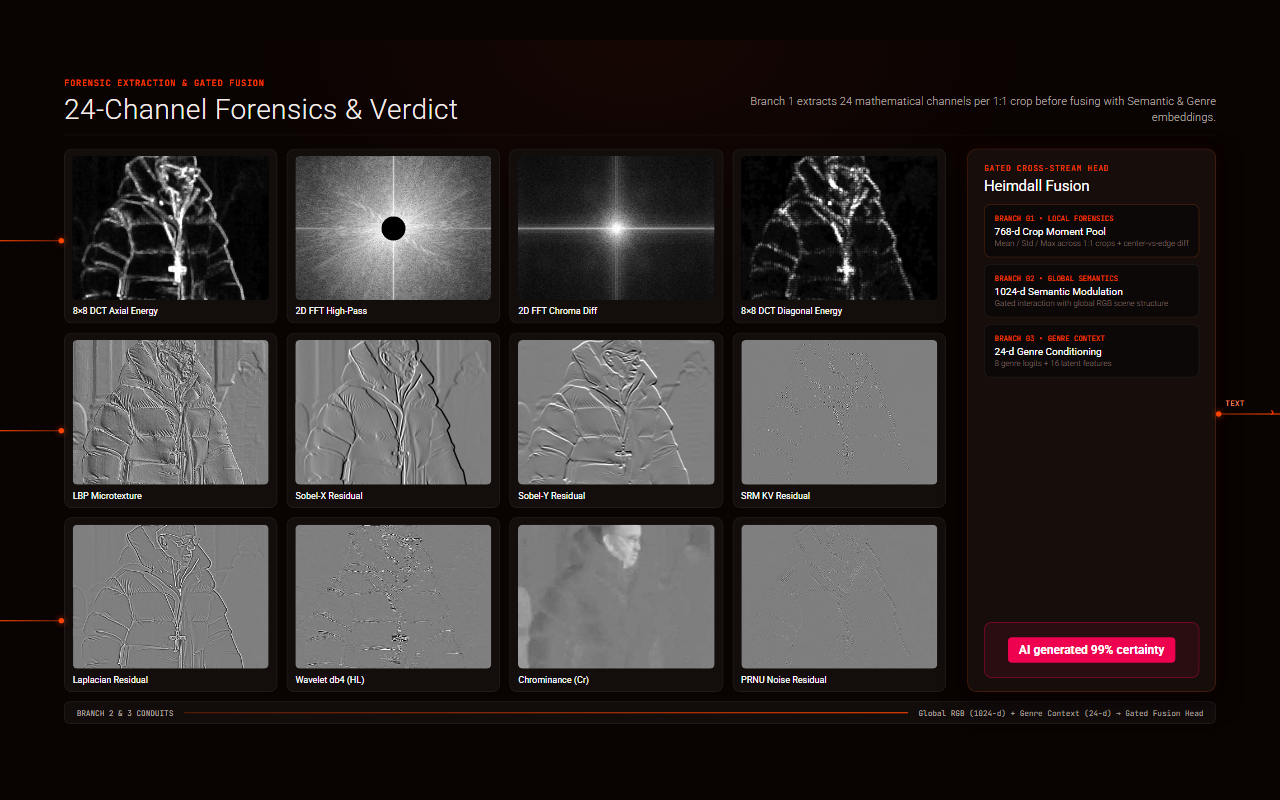 FORENSIC EXTRACTION & GATED FUSION
24-Channel Forensics & Verdict
Branch 1 extracts 24 mathematical channels per 1:1 crop before fusing with Semantic & Genre
embeddings.
8×8 DCT Axial Energy
2D FFT High-Pass
2D FFT Chroma Diff
8×8 DCT Diagonal Energy
LBP Microtexture
Sobel-X Residual
Sobel-Y Residual
SRM KV Residual
Laplacian Residual
Wavelet db4 (HL)
Chrominance (Cr)
PRNU Noise Residual
GATED CROSS-STREAM HEAD
Heimdall Fusion
BRANCH 01 • LOCAL FORENSICS
768-d Crop Moment Pool
Mean / Std / Max across 1:1 crops + center-vs-edge diff
BRANCH 02 • GLOBAL SEMANTICS
1024-d Semantic Modulation
Gated interaction with global RGB scene structure
BRANCH 03 • GENRE CONTEXT
24-d Genre Conditioning
8 genre logits + 16 latent features
AI generated 99% certainty
TEXT
BRANCH 2 & 3 CONDUITS
Global RGB (1024-d) + Genre Context (24-d) → Gated Fusion Head